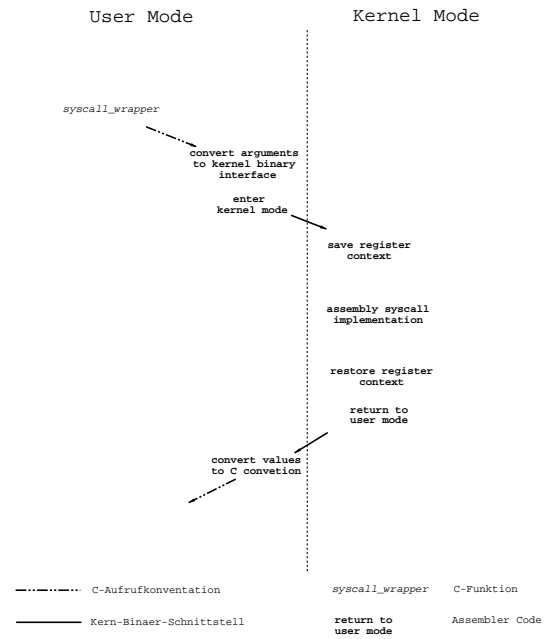 User Mode
Kernel Mode
syscall_wrapper
convert arguments
to kernel binary
interface
enter
kernel mode
save register
context
assembly syscall
implementation
restore register
context
return to
user mode
convert values
to C convetion
C-Aufrufkonventation
syscall_wrapper
C-Funktion
Kern-Binaer-Schnittstell
return to
user mode
Assembler Code